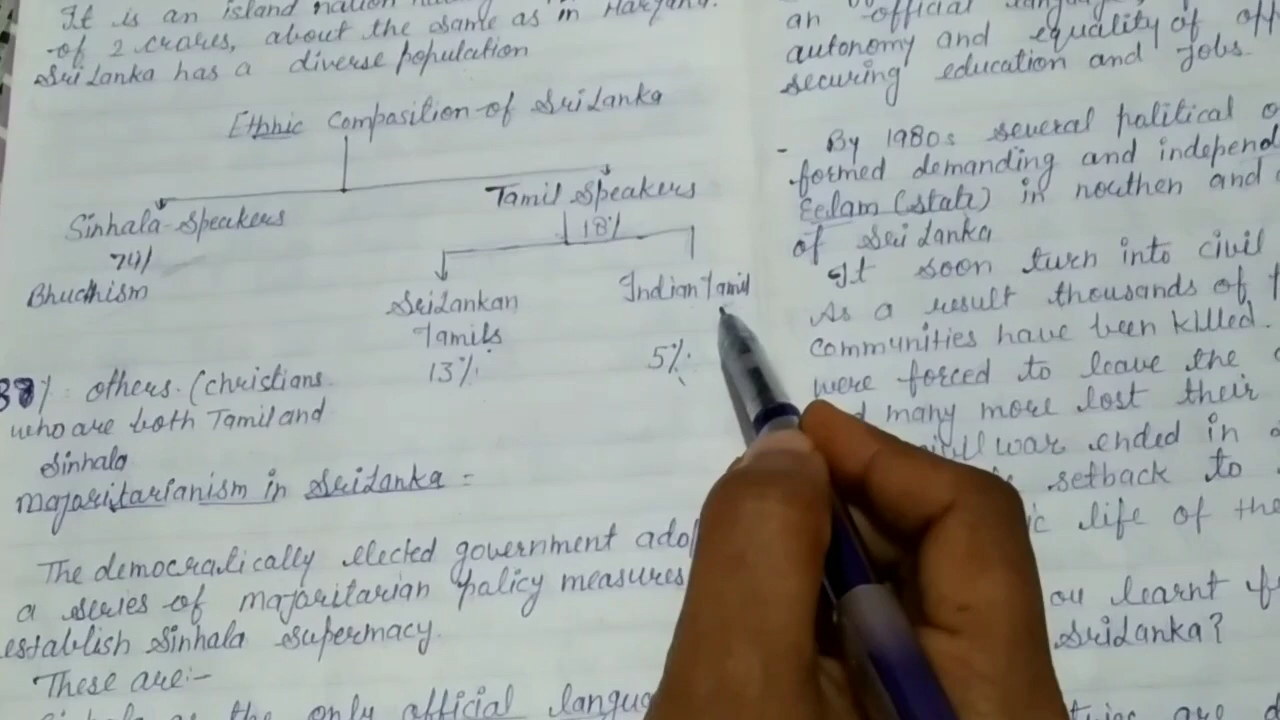 It is an island nation
of 2 crores, about the same as in Haryana.
Sri Lanka has a diverse population
Ethnic Composition of Sri Lanka
Sinhala-Speakers
74%
Bhuddhism
Tamil Speakers
18%
Sri Lankan
Tamils
13%
Indian Tamil
5%
8% others. (Christians
who are both Tamil and
Sinhala
Majoritarianism in Sri Lanka =
The democratically elected government adop
a series of majoritarian policy measures
establish Sinhala supermacy.
These are:-
the only official langu
an official
autonomy and equality of
securing education and jobs.
- By 1980s several political
formed demanding and independ
Eelam (state) in northen and
of Sri Lanka
It soon turn into civil
As a result thousands of
communities have been killed.
were forced to leave the
many more lost their
war ended in
setback to
life of the
ou learnt
Sri Lanka?